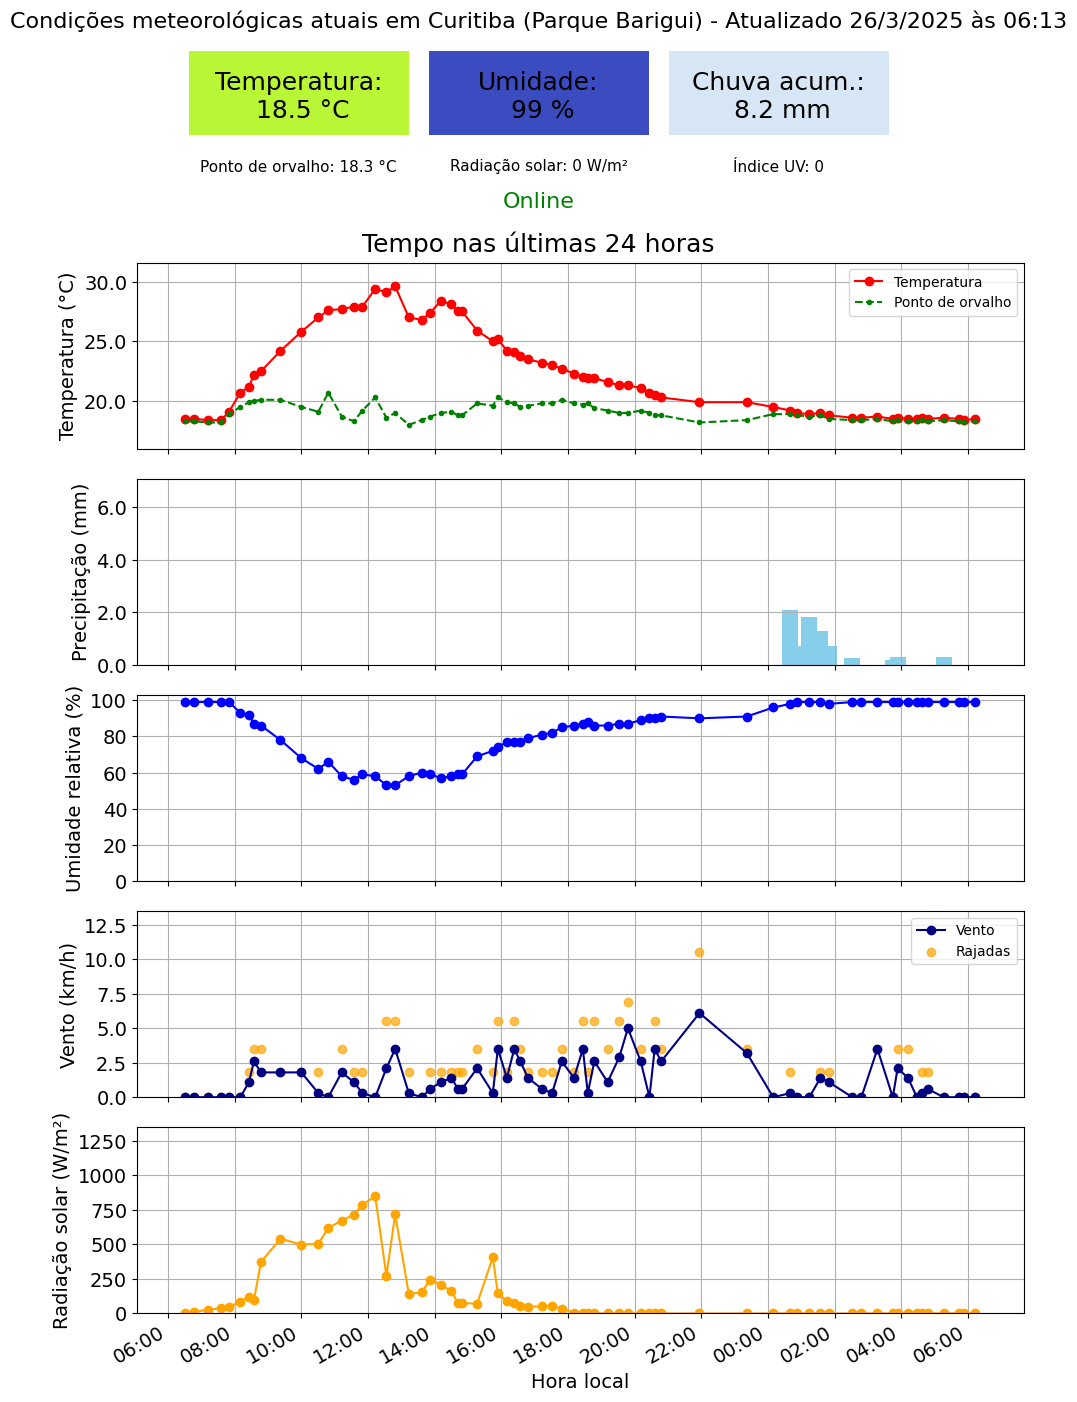 Condições meteorológicas atuais em Curitiba (Parque Barigui) - Atualizado 26/3/2025 às 06:13
Temperatura:
18.5 °C
Umidade:
99 %
Chuva acum.:
8.2 mm
Ponto de orvalho: 18.3 °C
Radiação solar: 0 W/m²
Índice UV: 0
Online
Tempo nas últimas 24 horas
Temperatura (°C)
30.0
25.0
20.0
Temperatura
Ponto de orvalho
Precipitação (mm)
6.0
4.0
2.0
0.0
Umidade relativa (%)
100
80
60
40
20
0
Vento (km/h)
12.5
10.0
7.5
5.0
2.5
0.0
Vento
Rajadas
Radiação solar (W/m²)
1250
1000
750
500
250
0
06:00 08:00 10:00 12:00 14:00 16:00 18:00 20:00 22:00 00:00 02:00 04:00 06:00
Hora local